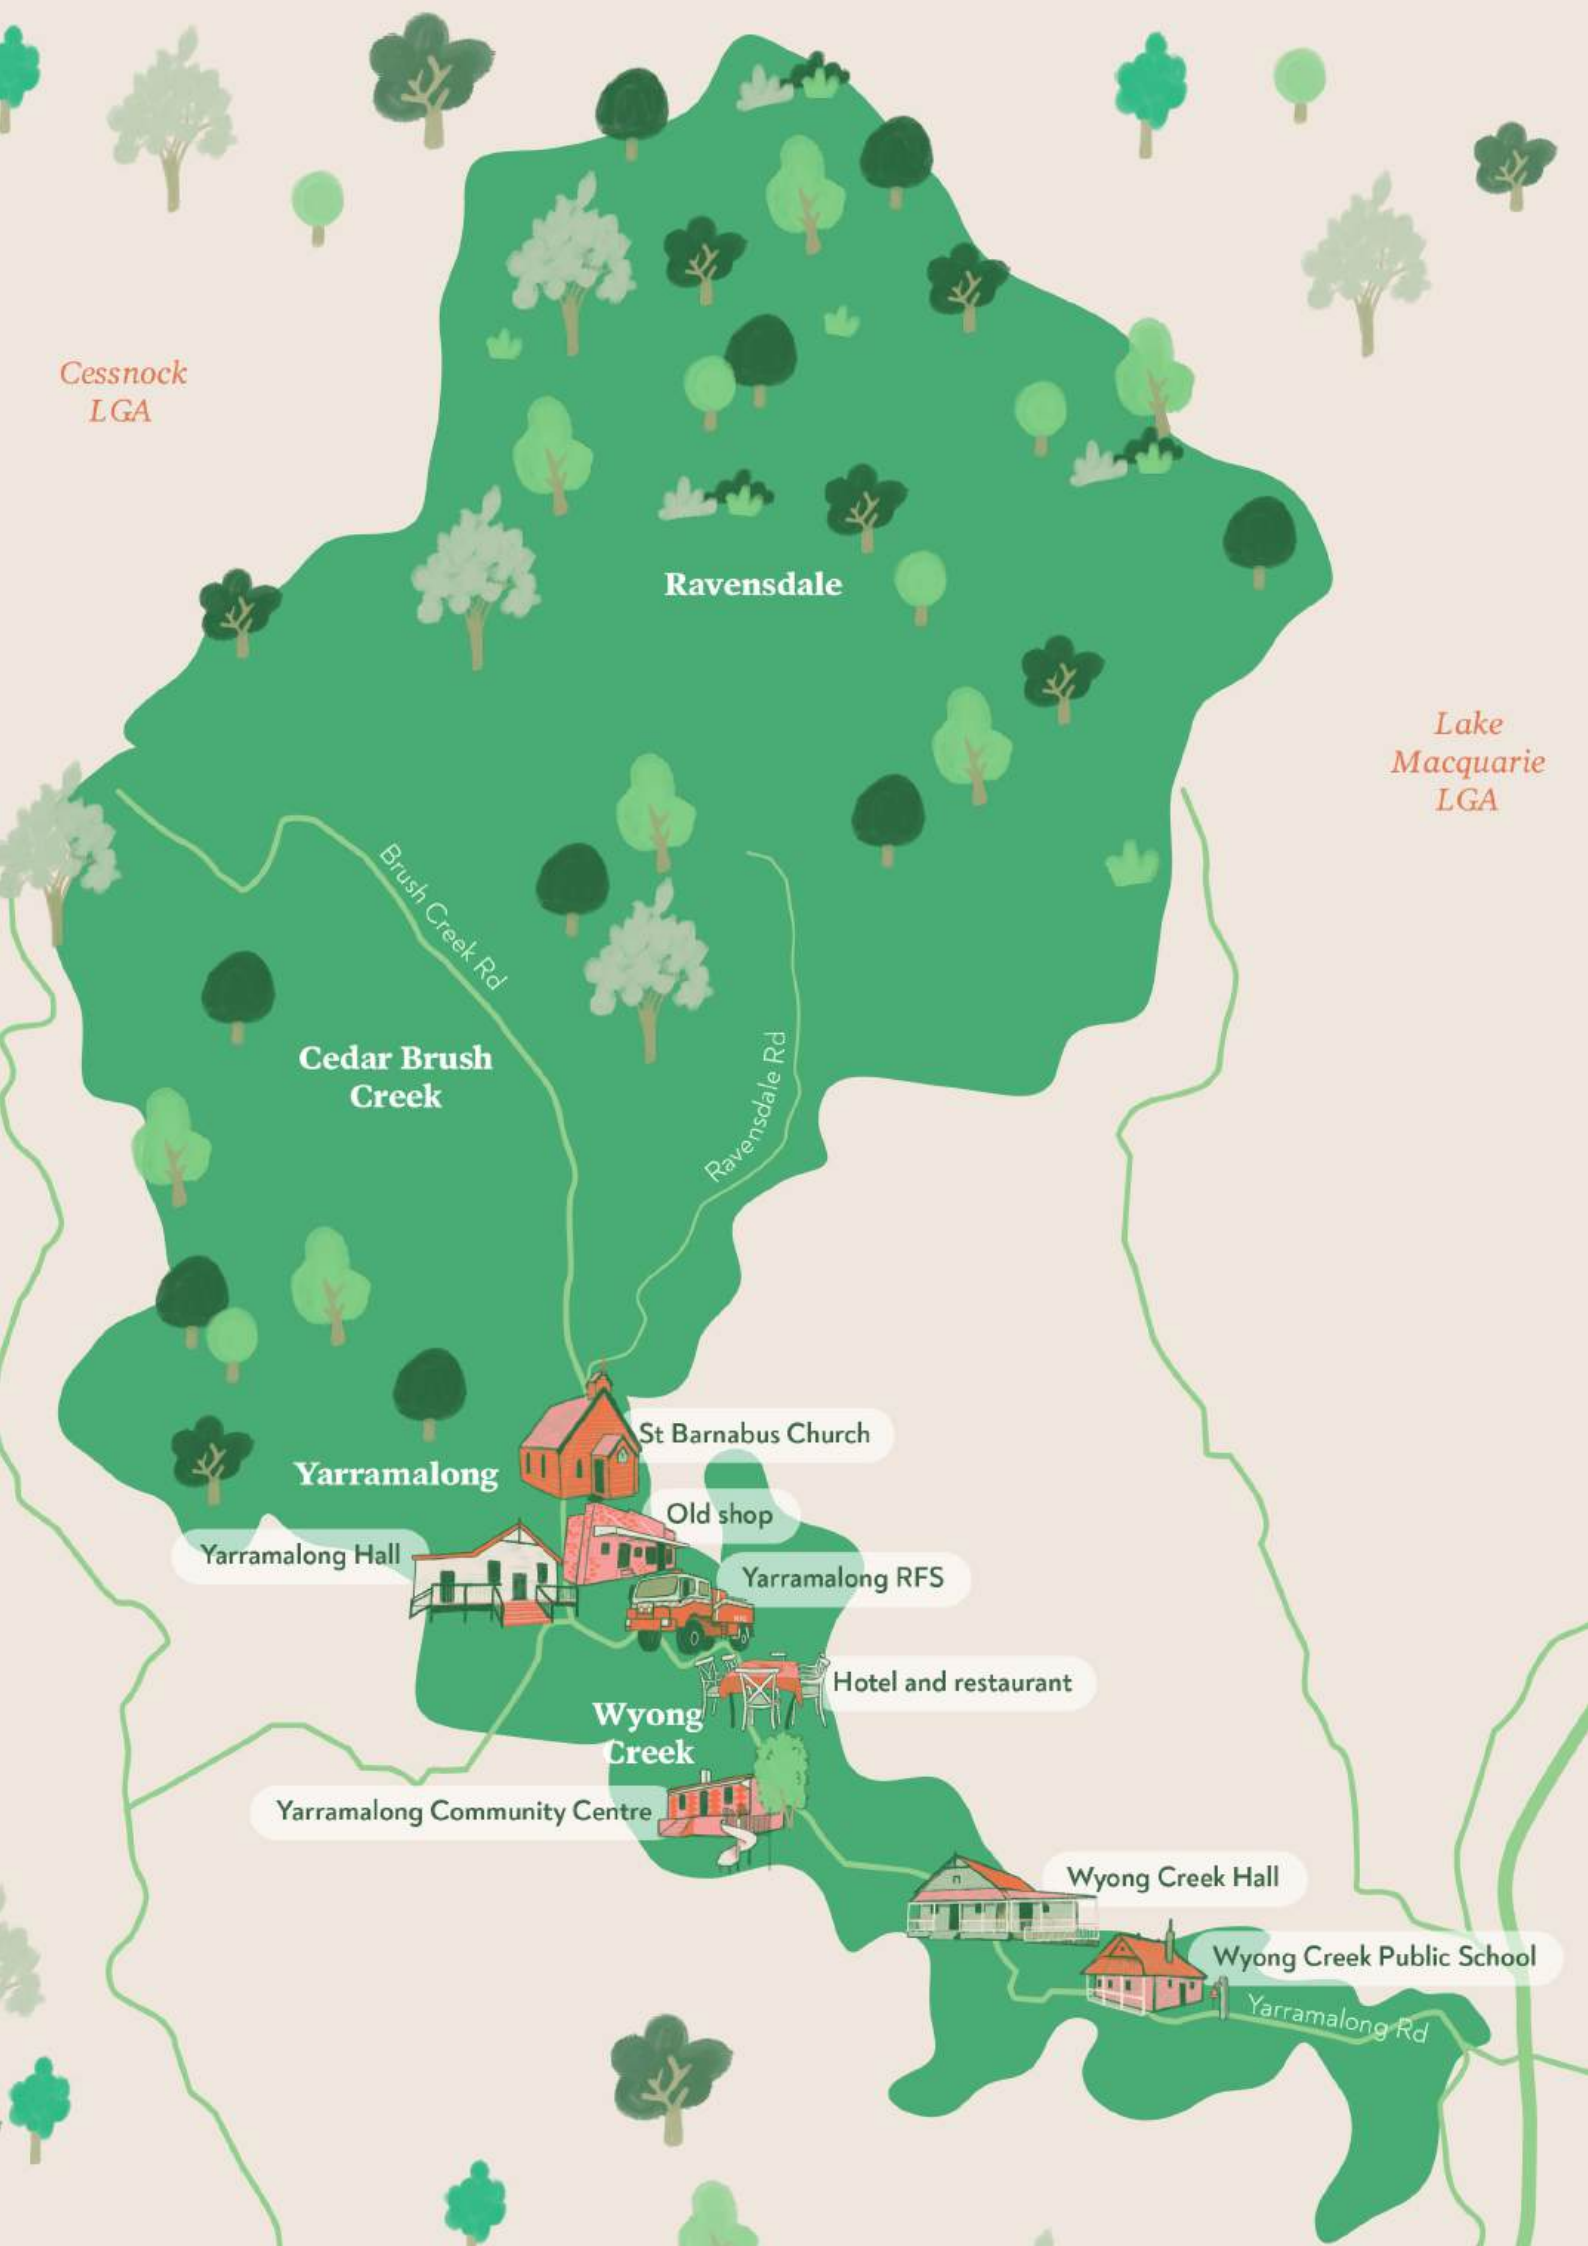 Cessnock
LGA
Ravensdale
Lake
Macquarie
LGA
Brush Creek Rd
Cedar Brush
Creek
Ravensdale Rd
St Barnabus Church
Yarramalong
Old shop
Yarramalong Hall
Yarramalong RFS
Hotel and restaurant
Wyong
Creek
Yarramalong Community Centre
Wyong Creek Hall
Wyong Creek Public School
Yarramalong Rd